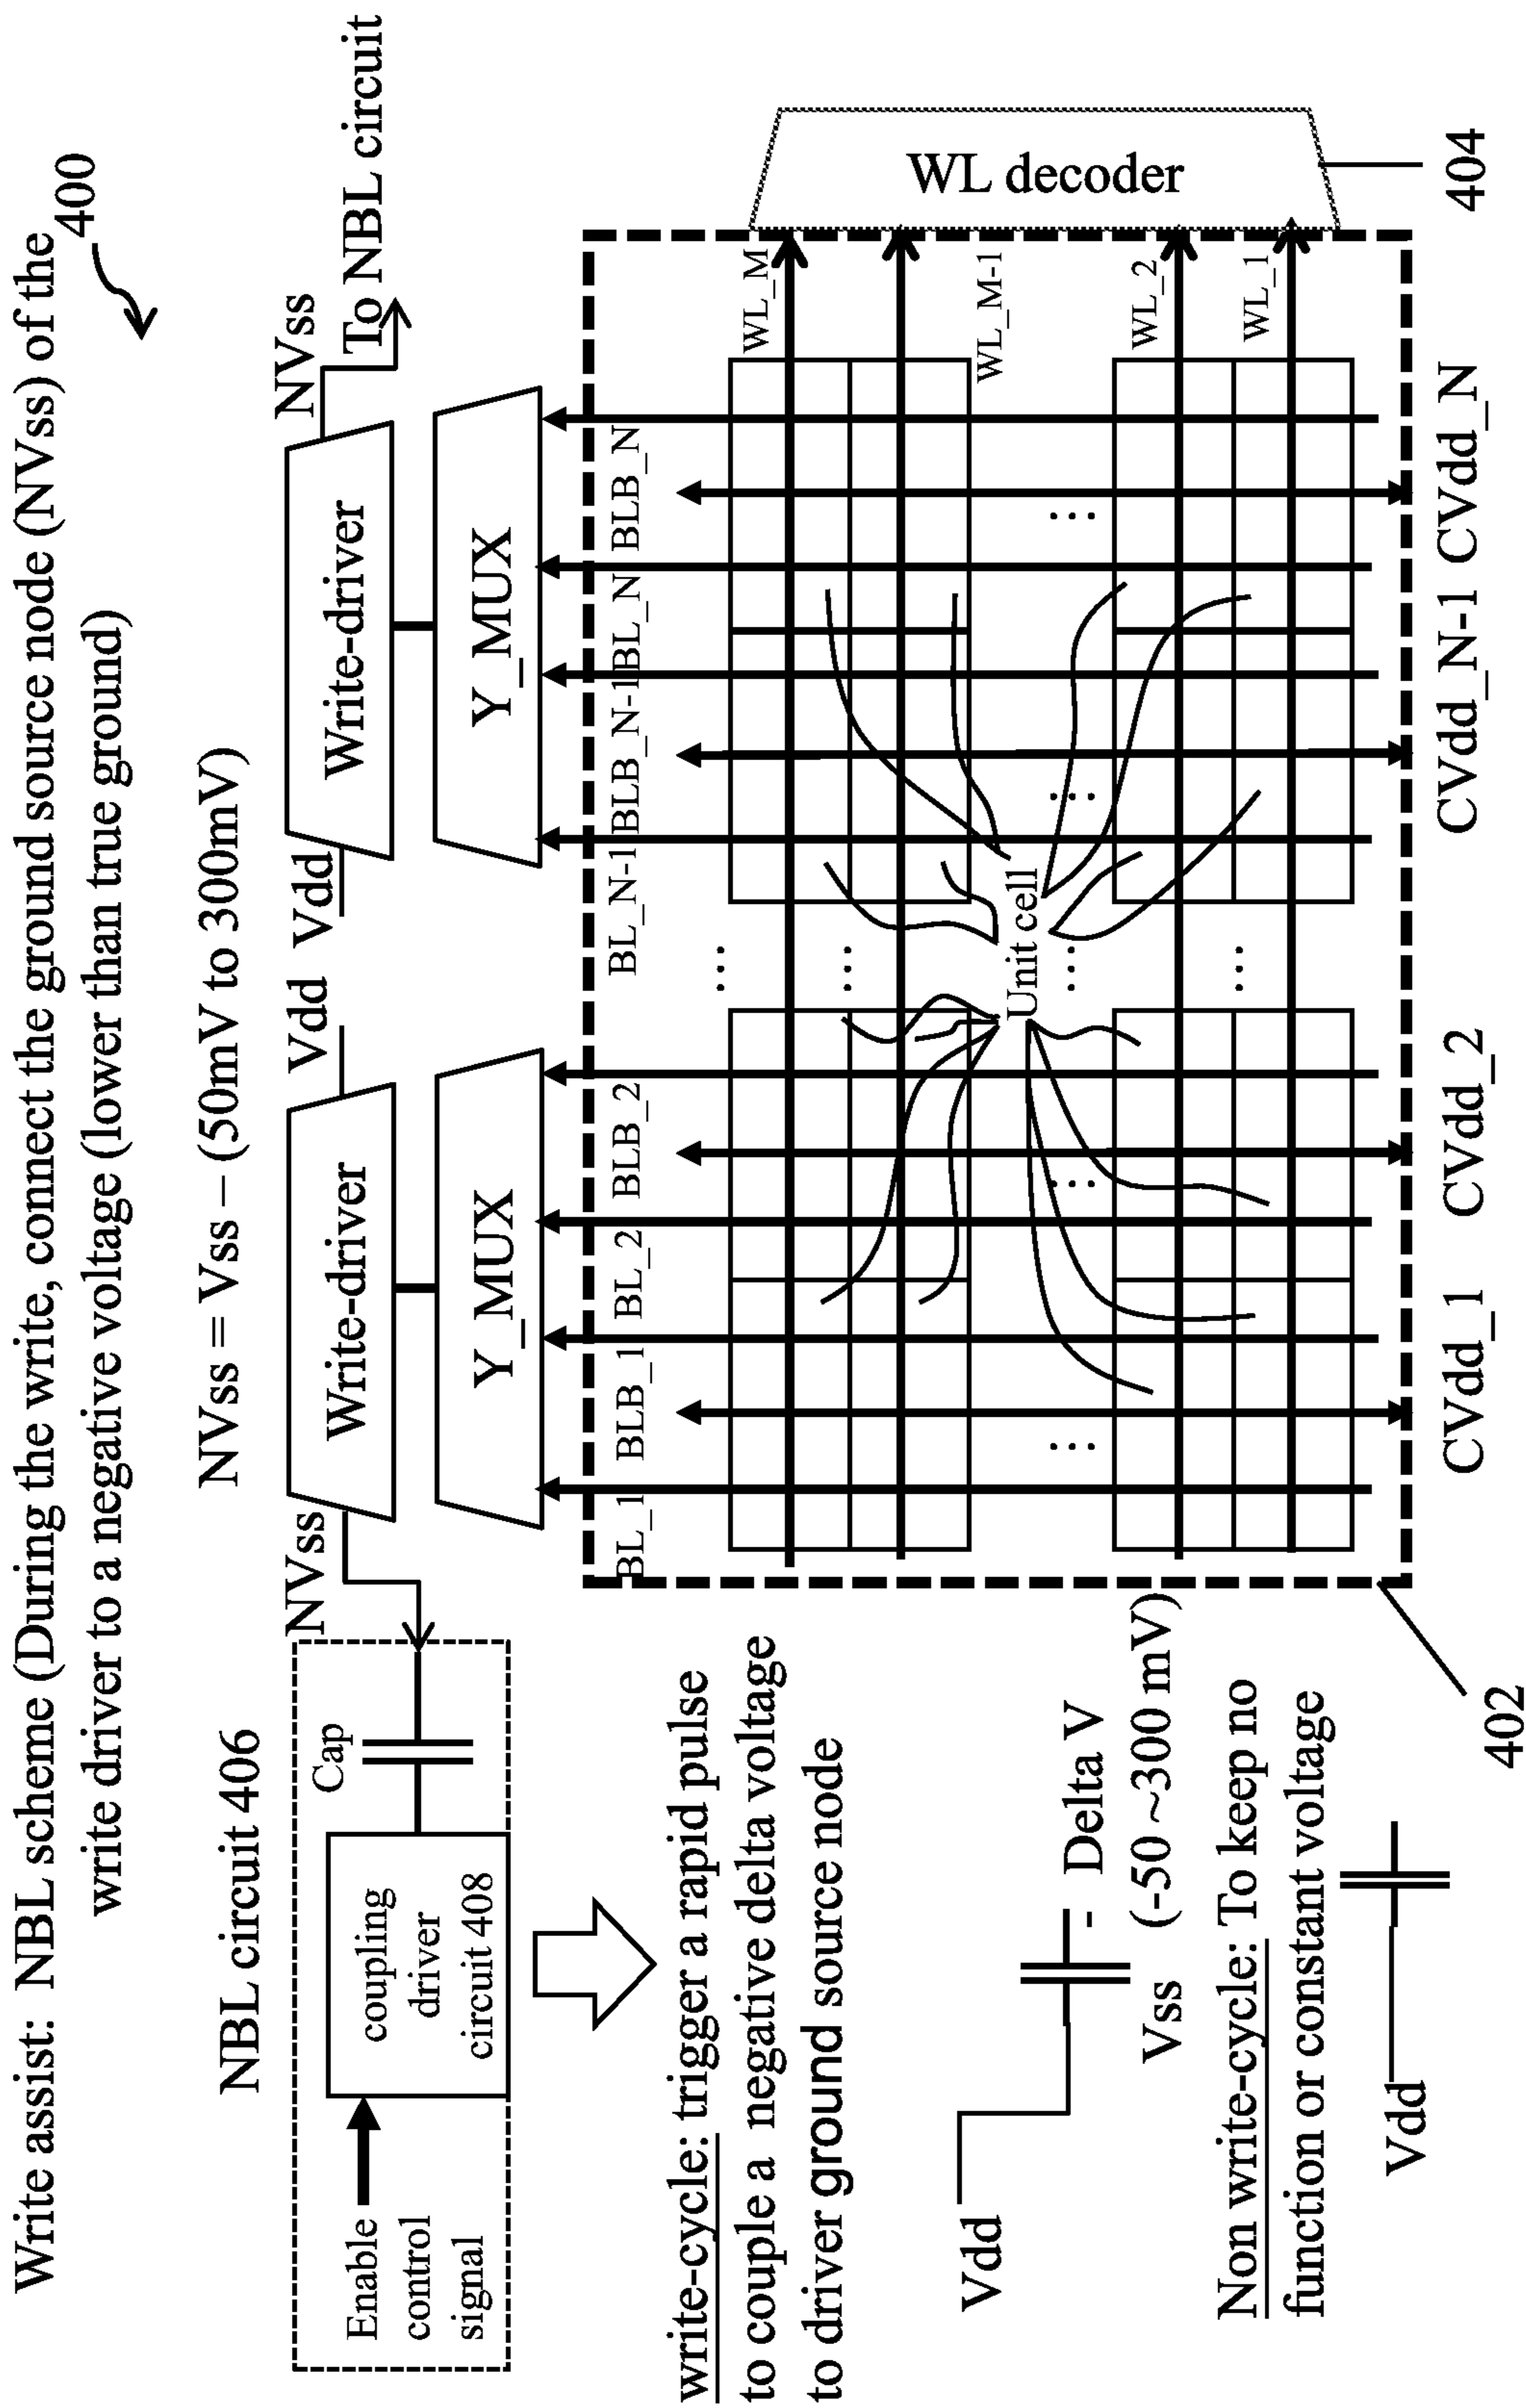 Write assist: NBL scheme (During the write, connect the ground source node (NVss) of the
write driver to a negative voltage (lower than true ground)
400
NVss = Vss – (50mV to 300mV)
NBL circuit 406
Enable
control
signal
coupling
driver
circuit 408
Cap
NVss
Write-driver
Vdd
Vdd
Write-driver
NVss
To NBL circuit
Y_MUX
Y_MUX
BL_1
BLB_1
BL_2
BLB_2
BL_N-1
BLB_N-1
BL_N
BLB_N
WL_M
WL_M-1
WL_2
WL_1
WL decoder
404
...
...
...
...
Unit cell
...
...
...
...
CVdd_1
CVdd_2
CVdd_N-1
CVdd_N
402
write-cycle: trigger a rapid pulse
to couple a negative delta voltage
to driver ground source node
Vdd
Vss
- Delta V
(-50 ~300 mV)
Non write-cycle: To keep no
function or constant voltage
Vdd